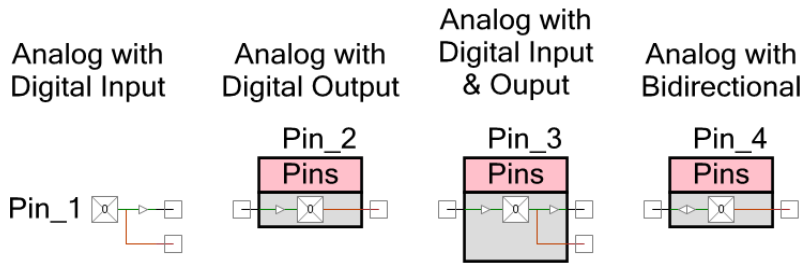 Analog with
Digital Input
Analog with
Digital Output
Analog with
Digital Input
& Ouput
Analog with
Bidirectional
Pin_1
0
Pin_2
Pins
0
Pin_3
Pins
0
Pin_4
Pins
0